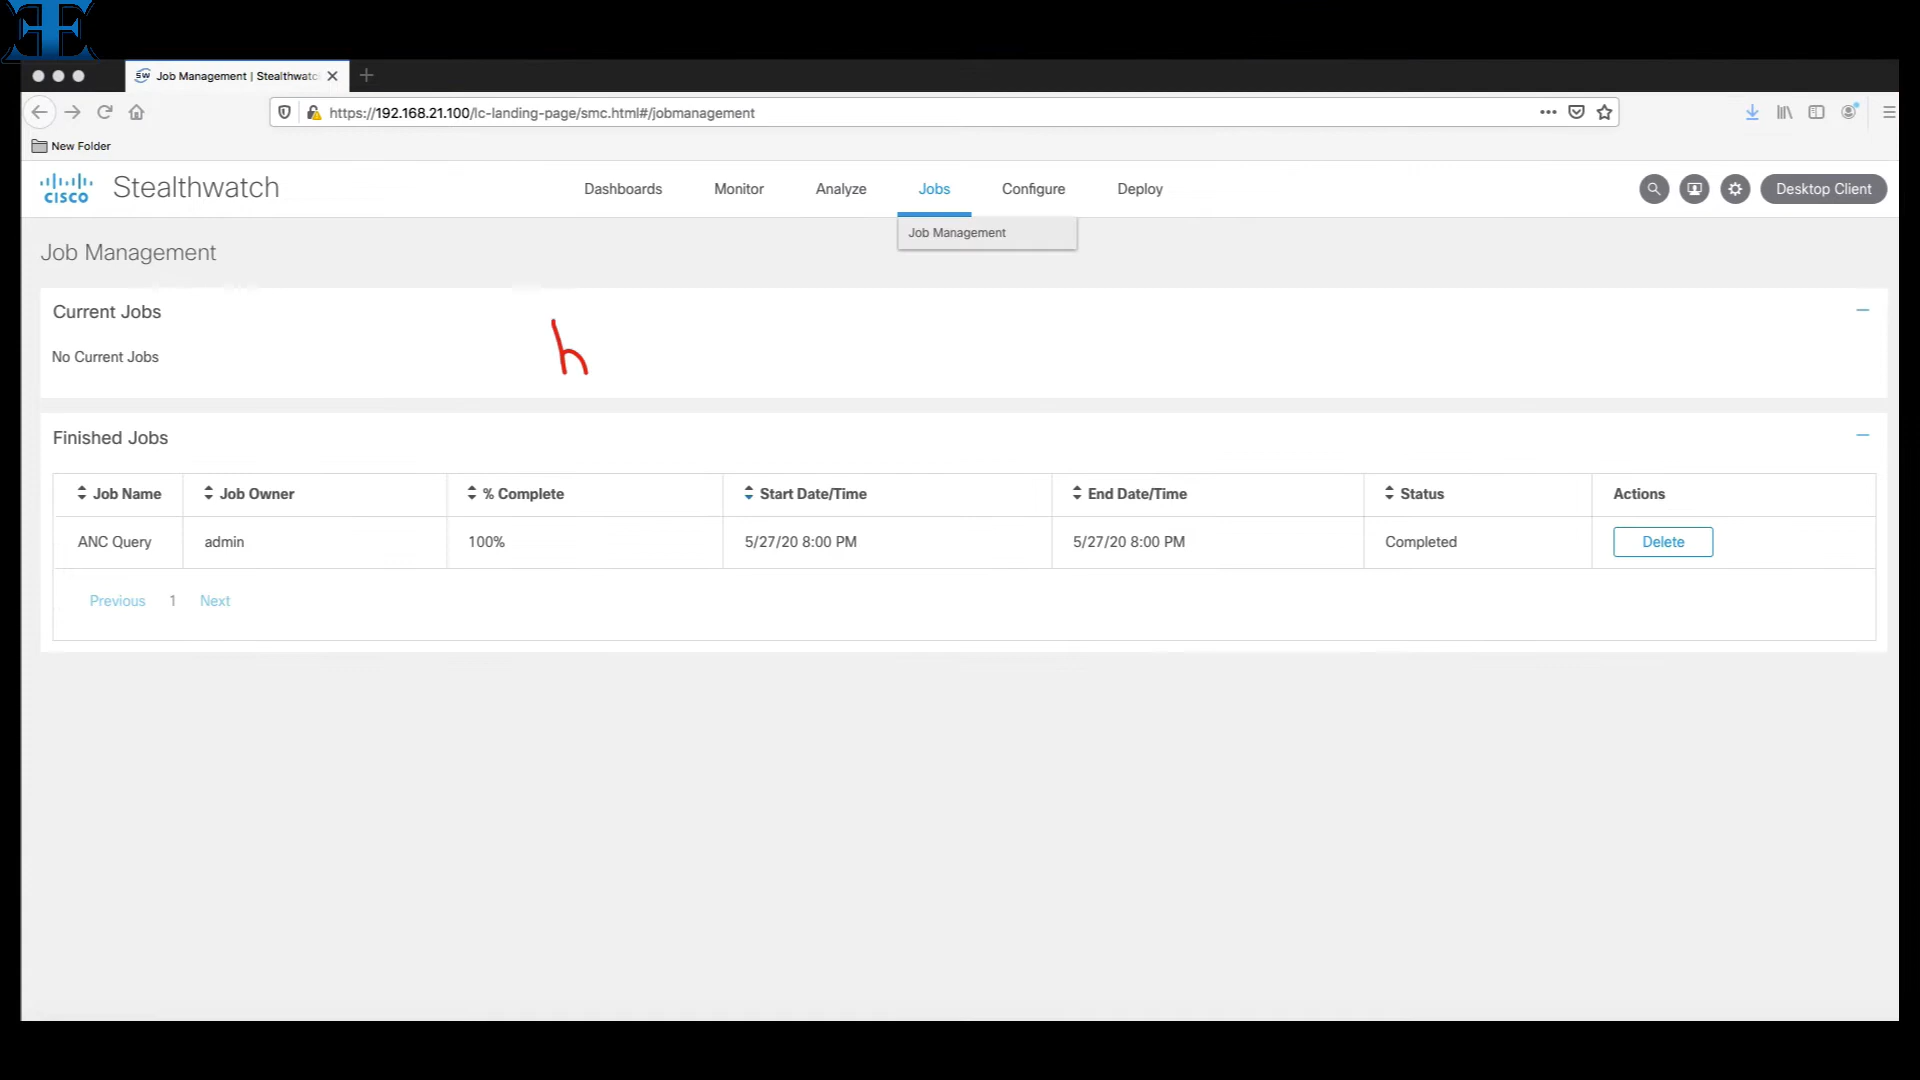 SW Job Management | Stealthwatc
https://192.168.21.100/lc-landing-page/smc.html#/jobmanagement
New Folder
cisco Stealthwatch Dashboards Monitor Analyze Jobs Configure Deploy Desktop Client
Job Management
Job Management
Current Jobs
No Current Jobs
h
Finished Jobs
Job Name Job Owner % Complete Start Date/Time End Date/Time Status Actions
ANC Query admin 100% 5/27/20 8:00 PM 5/27/20 8:00 PM Completed Delete
Previous 1 Next